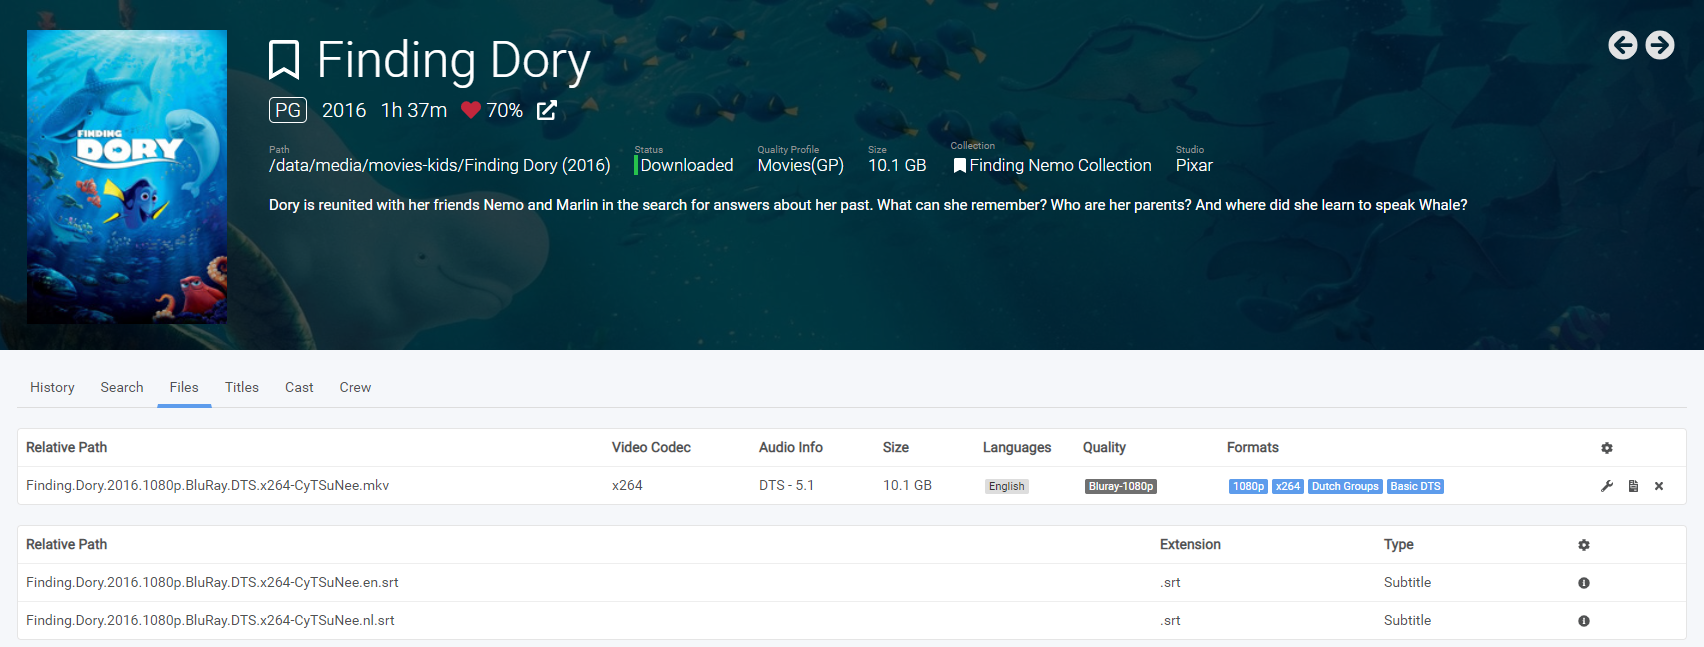 FINDING
DORY
Finding Dory
PG 2016 1h 37m 70%
Path Status Quality Profile Size Collection Studio
/data/media/movies-kids/Finding Dory (2016) Downloaded Movies(GP) 10.1 GB Finding Nemo Collection Pixar
Dory is reunited with her friends Nemo and Marlin in the search for answers about her past. What can she remember? Who are her parents? And where did she learn to speak Whale?
History Search Files Titles Cast Crew
Relative Path Video Codec Audio Info Size Languages Quality Formats
Finding.Dory.2016.1080p.BluRay.DTS.x264-CyTSuNee.mkv x264 DTS - 5.1 10.1 GB English Bluray-1080p 1080p x264 Dutch Groups Basic DTS
Relative Path Extension Type
Finding.Dory.2016.1080p.BluRay.DTS.x264-CyTSuNee.en.srt .srt Subtitle
Finding.Dory.2016.1080p.BluRay.DTS.x264-CyTSuNee.nl.srt .srt Subtitle